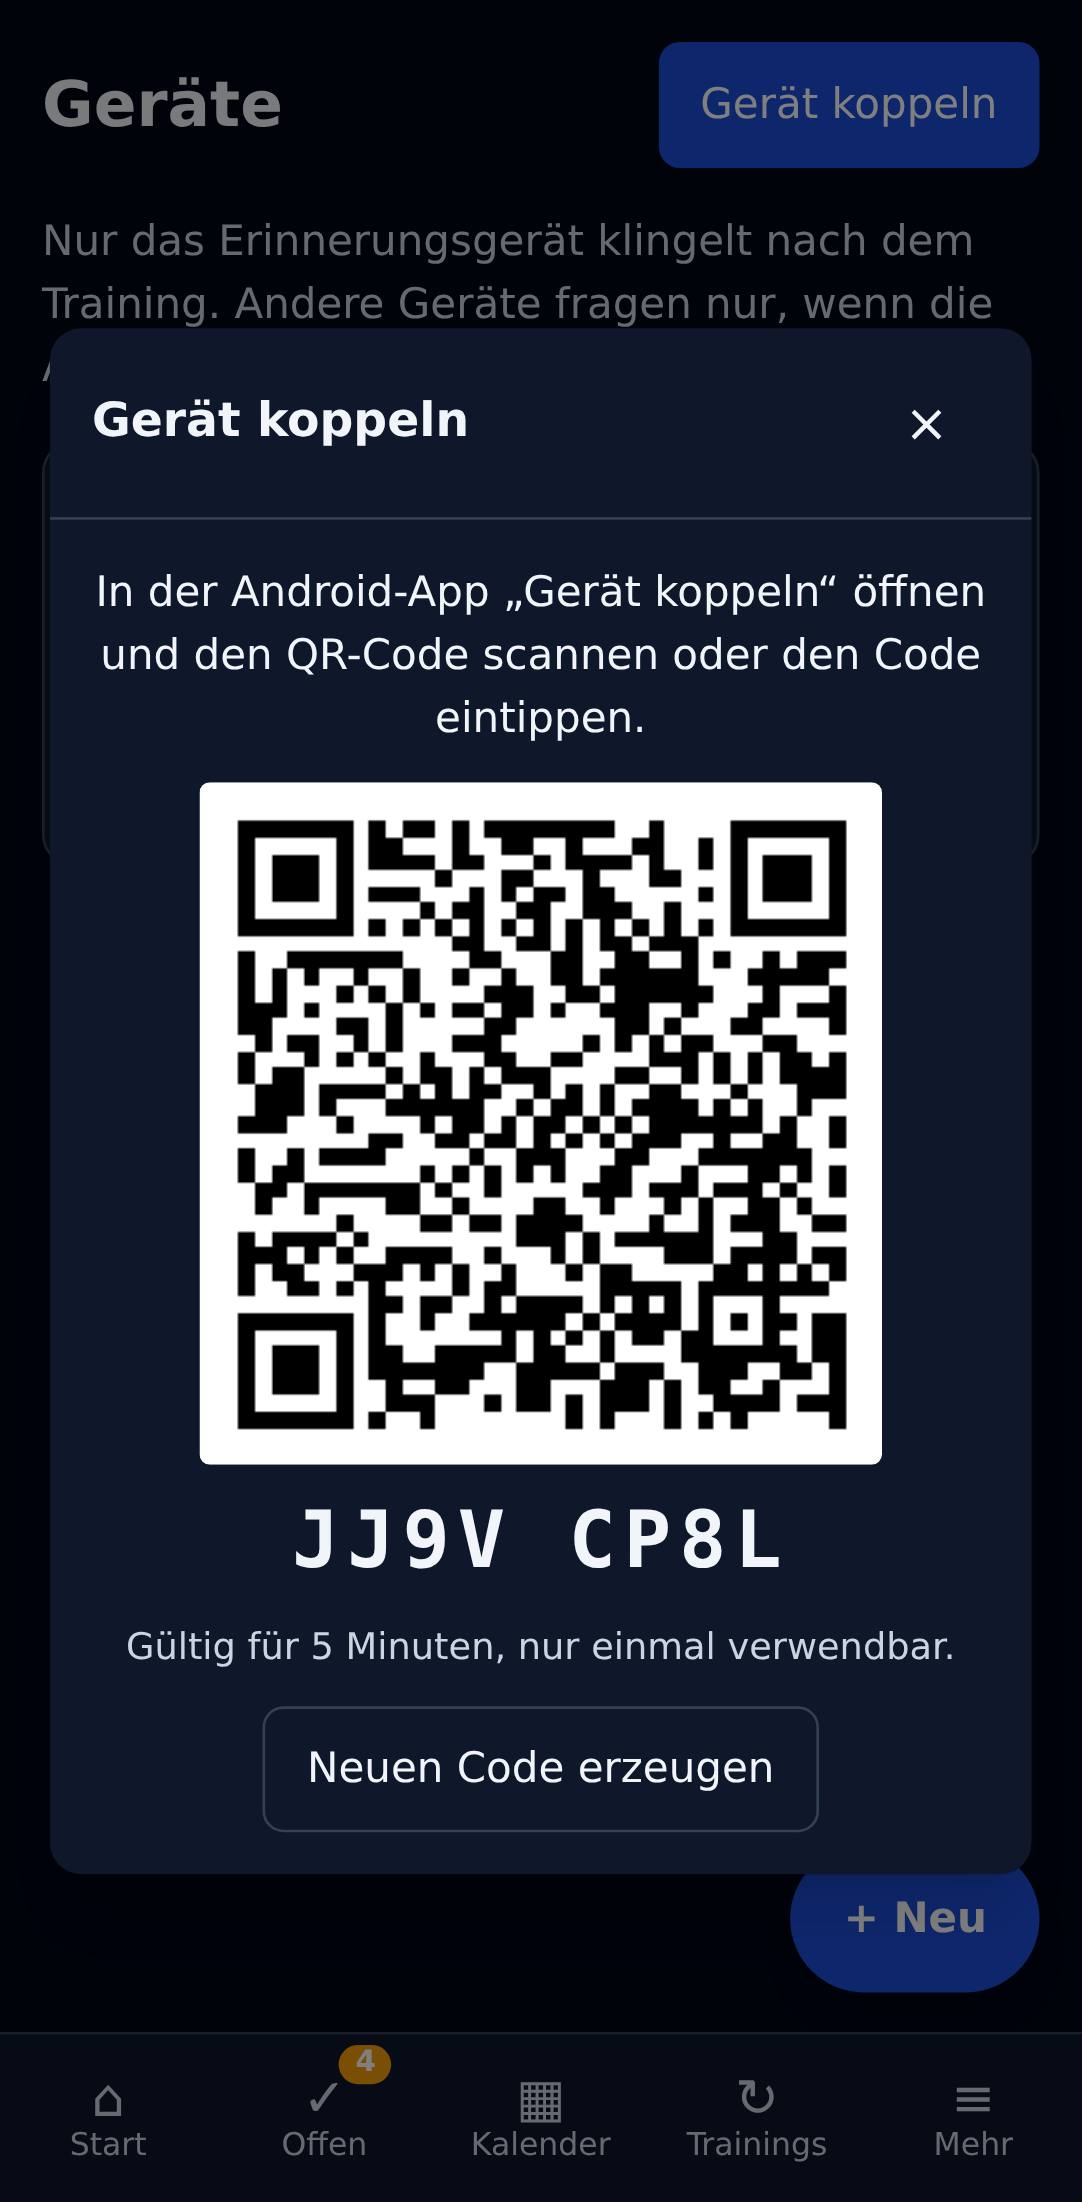 Geräte
Gerät koppeln
Nur das Erinnerungsgerät klingelt nach dem
Training. Andere Geräte fragen nur, wenn die
Gerät koppeln
×
In der Android-App „Gerät koppeln“ öffnen
und den QR-Code scannen oder den Code
eintippen.
JJ9V CP8L
Gültig für 5 Minuten, nur einmal verwendbar.
Neuen Code erzeugen
+ Neu
4
Start
Offen
Kalender
Trainings
Mehr